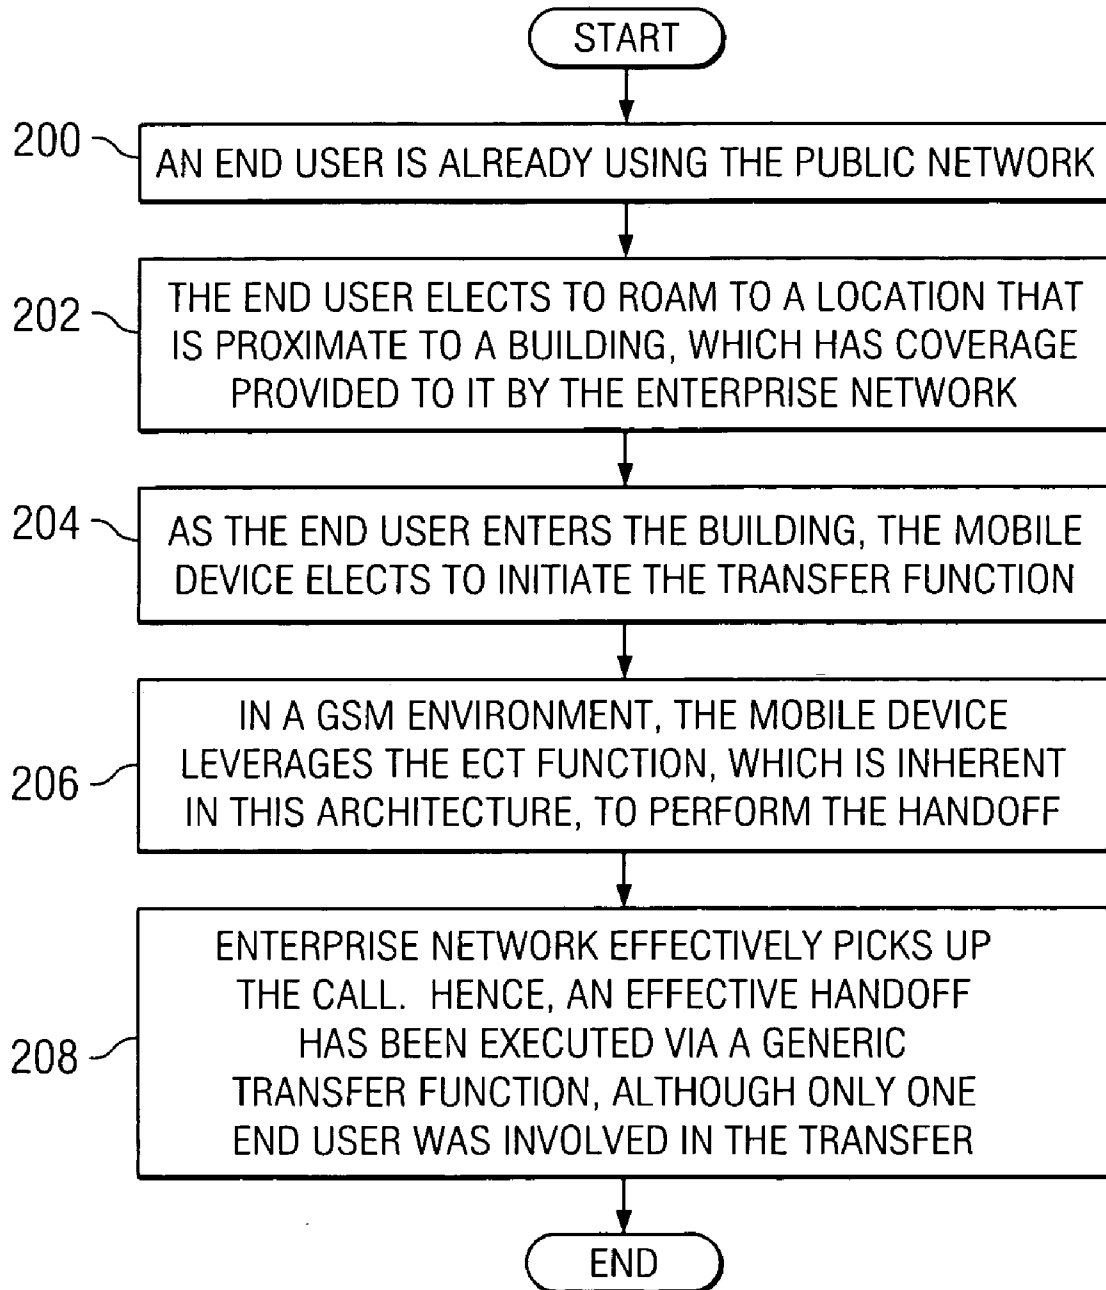 START
200
AN END USER IS ALREADY USING THE PUBLIC NETWORK
202
THE END USER ELECTS TO ROAM TO A LOCATION THAT
IS PROXIMATE TO A BUILDING, WHICH HAS COVERAGE
PROVIDED TO IT BY THE ENTERPRISE NETWORK
204
AS THE END USER ENTERS THE BUILDING, THE MOBILE
DEVICE ELECTS TO INITIATE THE TRANSFER FUNCTION
206
IN A GSM ENVIRONMENT, THE MOBILE DEVICE
LEVERAGES THE ECT FUNCTION, WHICH IS INHERENT
IN THIS ARCHITECTURE, TO PERFORM THE HANDOFF
208
ENTERPRISE NETWORK EFFECTIVELY PICKS UP
THE CALL. HENCE, AN EFFECTIVE HANDOFF
HAS BEEN EXECUTED VIA A GENERIC
TRANSFER FUNCTION, ALTHOUGH ONLY ONE
END USER WAS INVOLVED IN THE TRANSFER
END